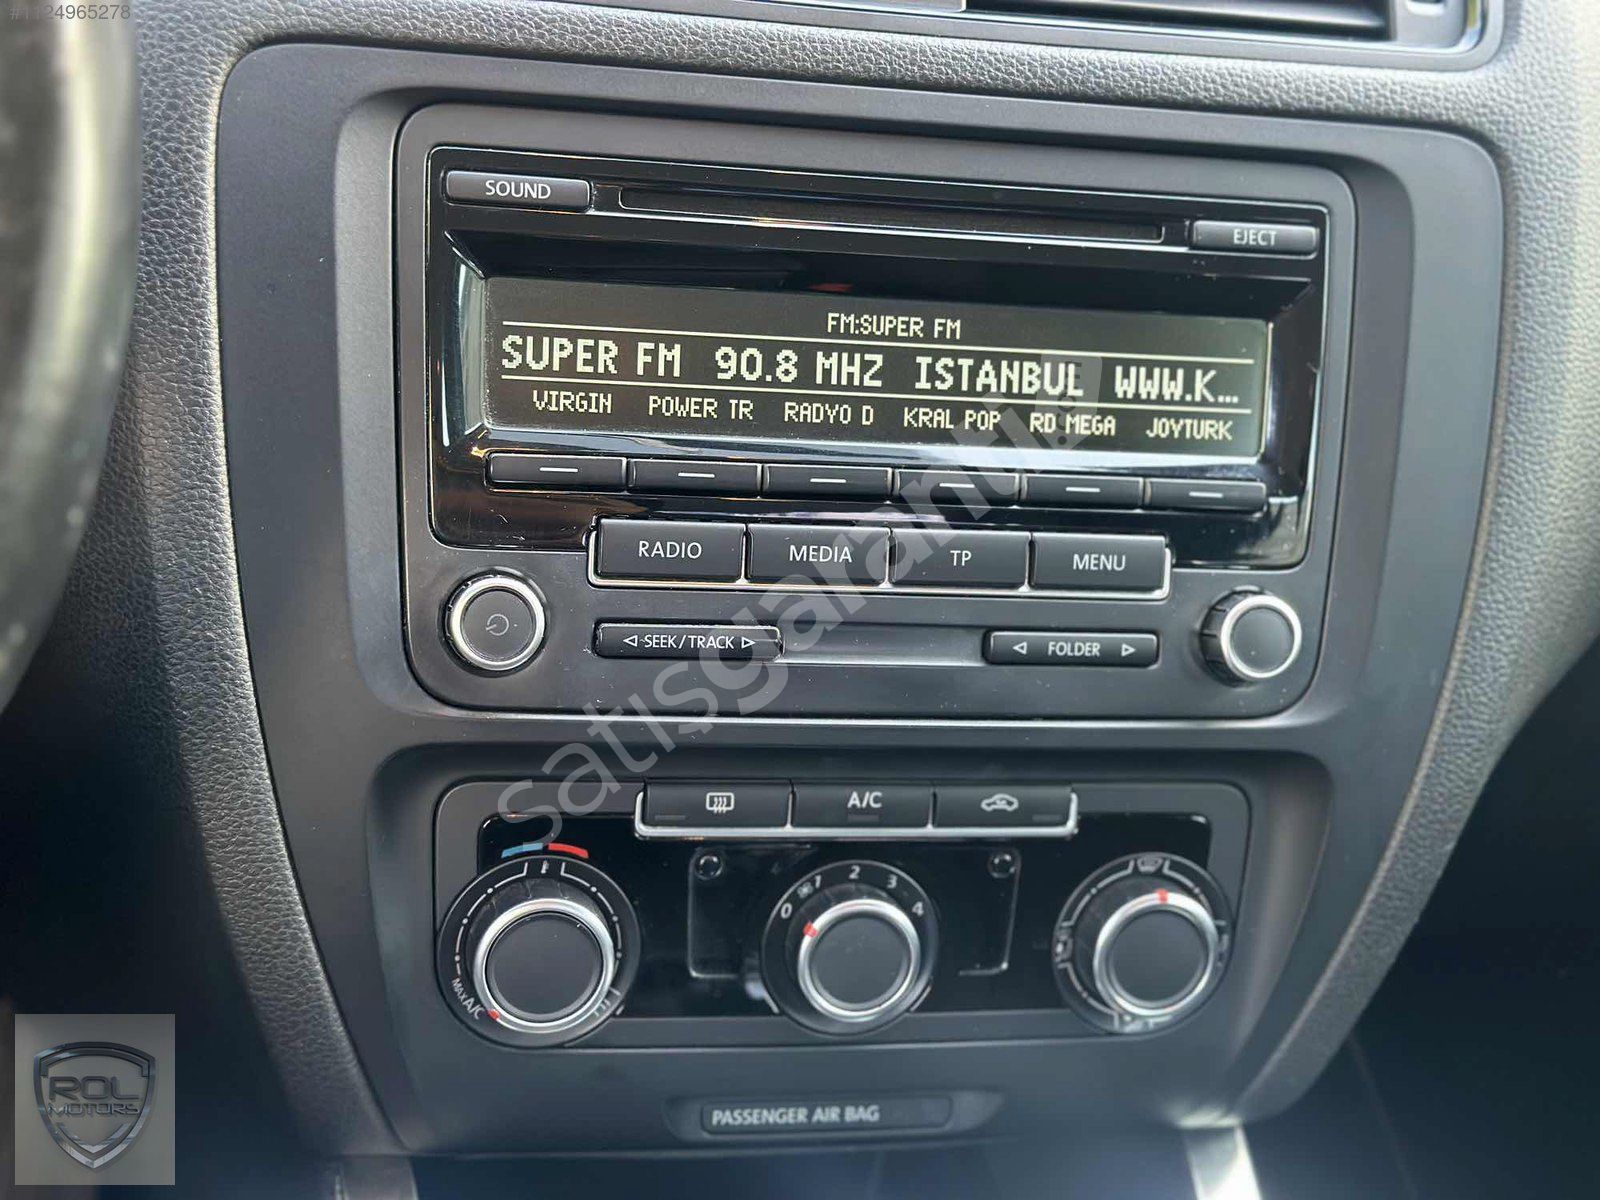 #1124965278
SOUND
EJECT
FM:SUPER FM
SUPER FM 90.8 MHZ ISTANBUL WWW.K...
VIRGIN POWER TR RADYO D KRAL POP RD MEGA JOYTURK
RADIO MEDIA TP MENU
SEEK/TRACK FOLDER
satışgaranti
A/C
0 1 2 3 4
MAX A/C
PASSENGER AIR BAG
ROL
MOTORS